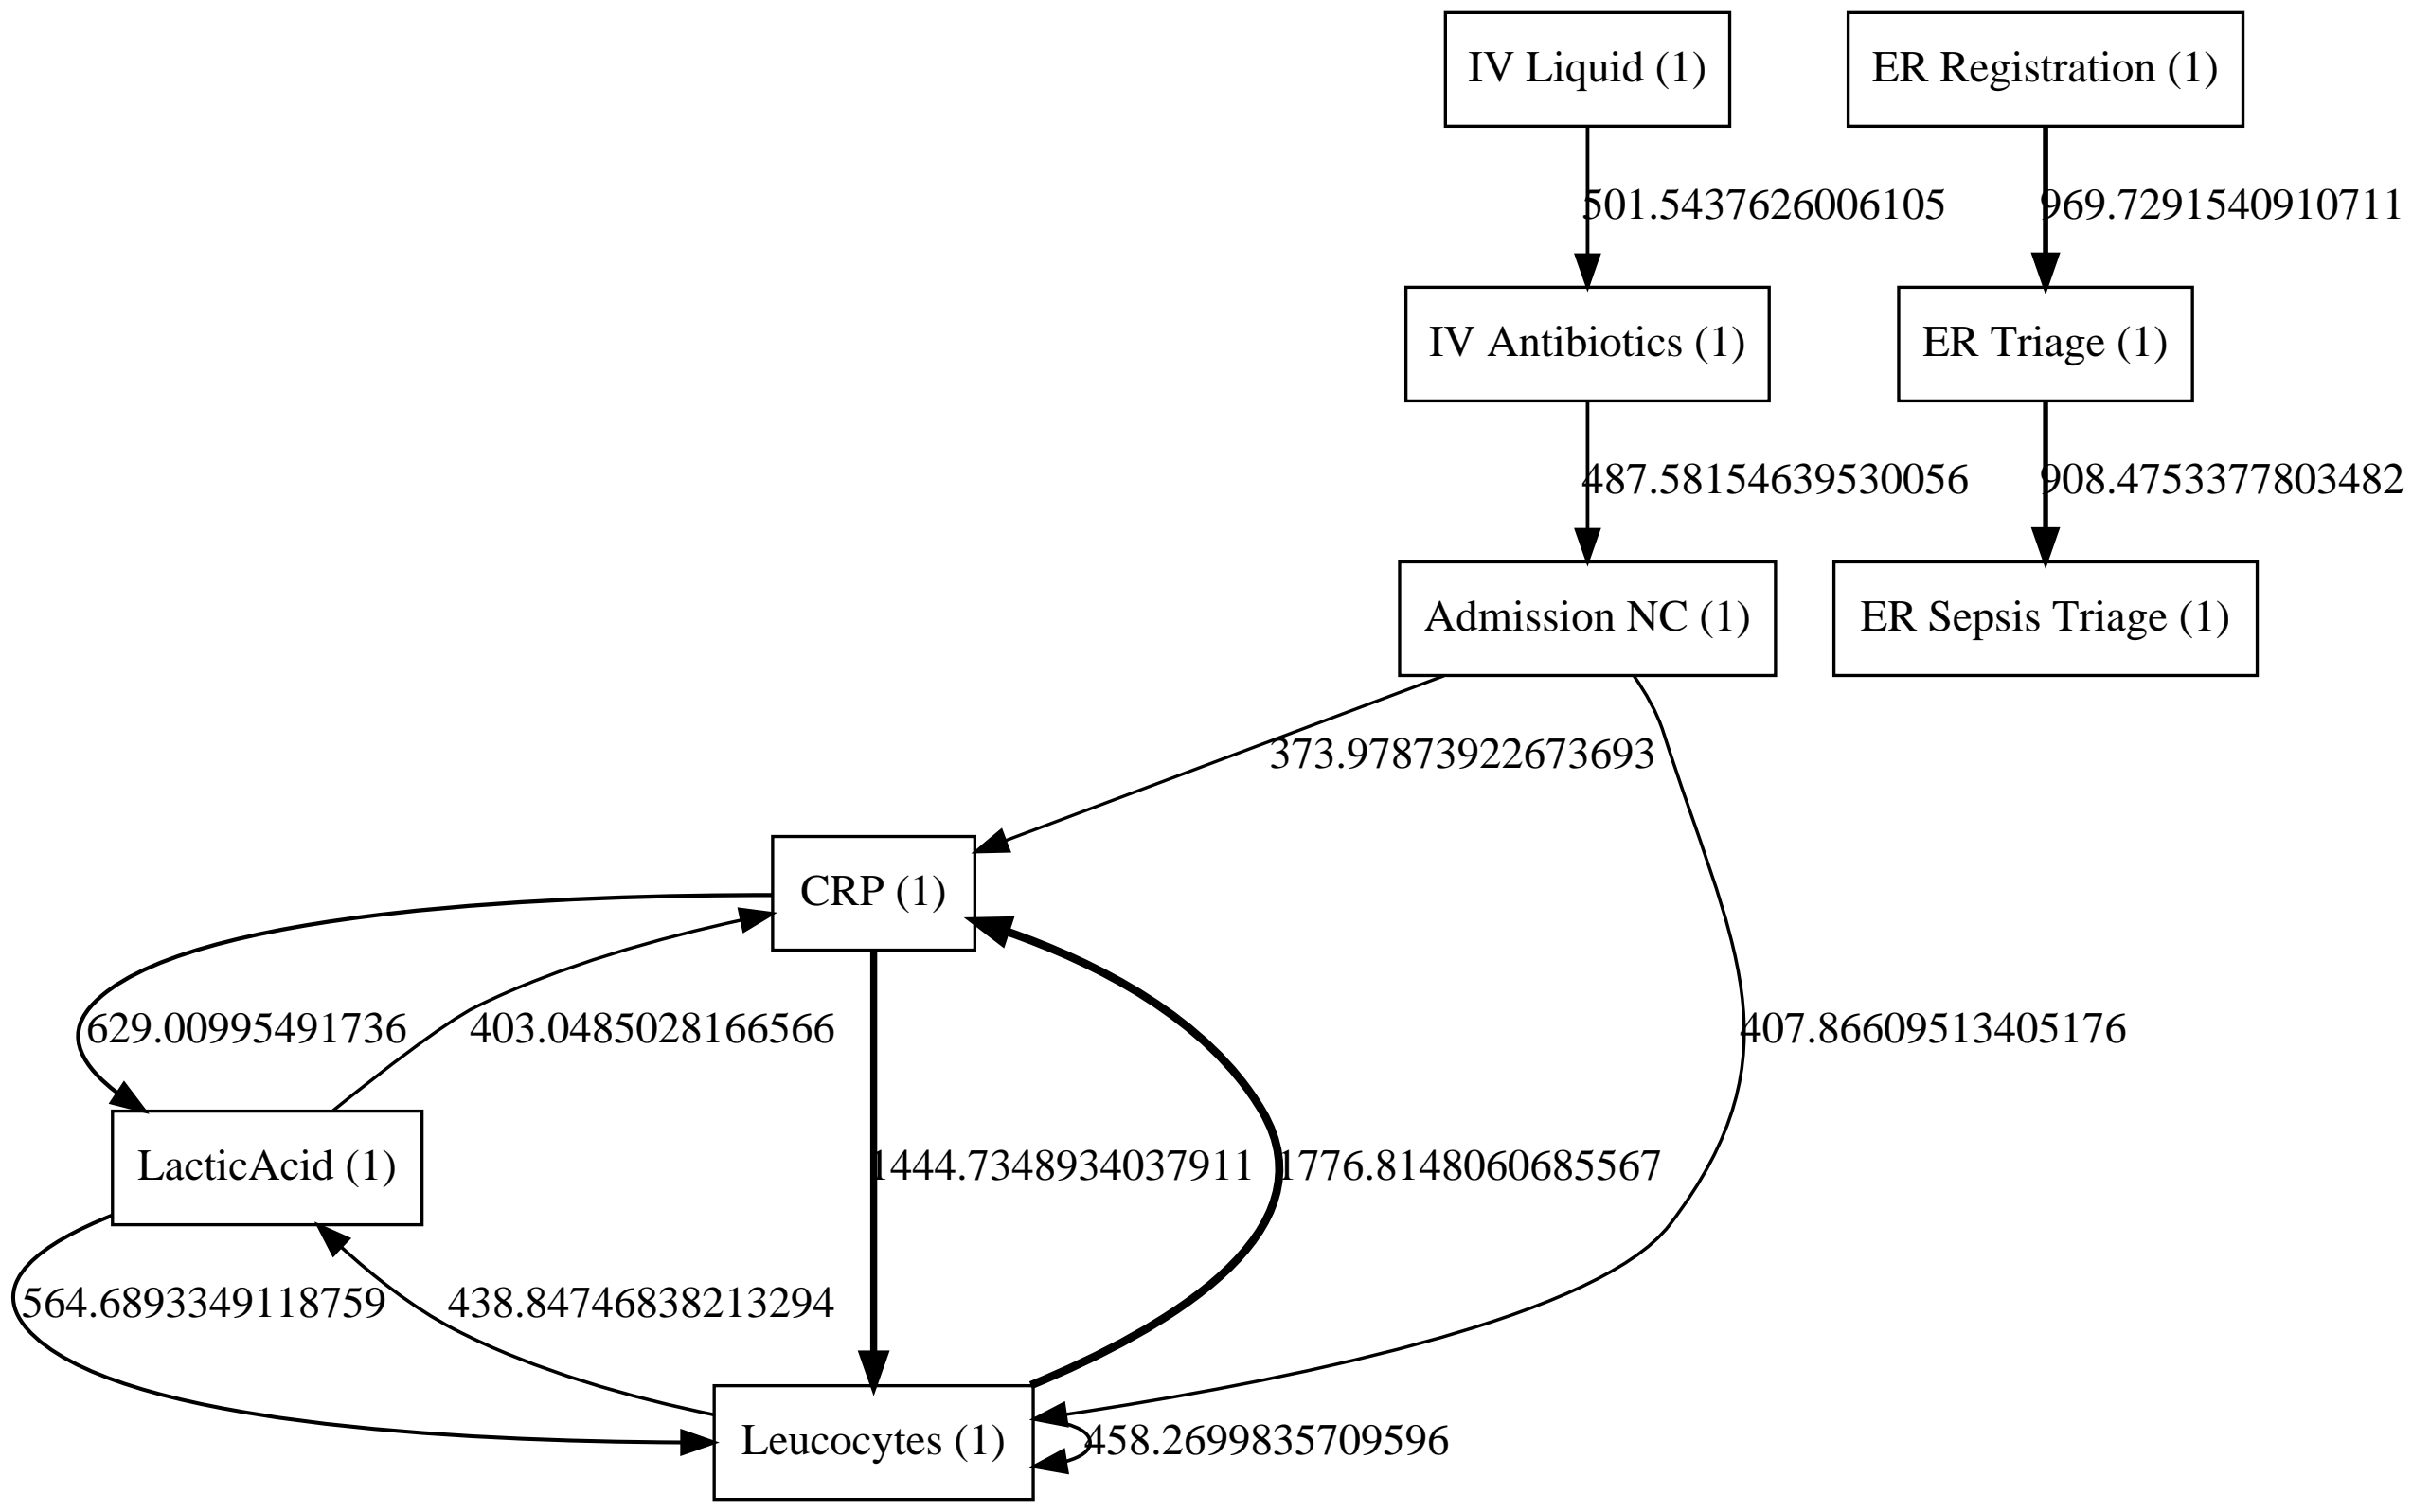 IV Liquid (1)
ER Registration (1)
501.5437626006105
969.7291540910711
IV Antibiotics (1)
ER Triage (1)
487.58154639530056
908.4753377803482
Admission NC (1)
ER Sepsis Triage (1)
373.97873922673693
CRP (1)
629.00995491736
403.0485028166566
407.86609513405176
LacticAcid (1)
1444.7348934037911
1776.8148060685567
564.6893349118759
438.84746838213294
Leucocytes (1)
458.2699835709596